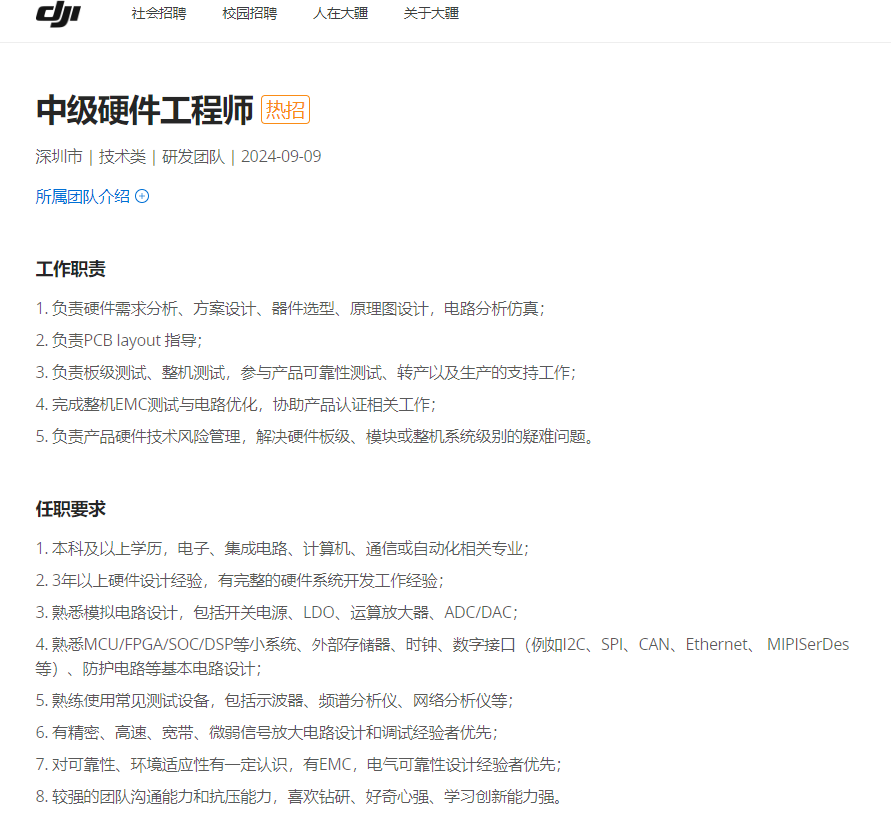 dji 社会招聘 校园招聘 人在大疆 关于大疆
中级硬件工程师 热招
深圳市 | 技术类 | 研发团队 | 2024-09-09
所属团队介绍
工作职责
1. 负责硬件需求分析、方案设计、器件选型、原理图设计，电路分析仿真；
2. 负责PCB layout 指导；
3. 负责板级测试、整机测试，参与产品可靠性测试、转产以及生产的支持工作；
4. 完成整机EMC测试与电路优化，协助产品认证相关工作；
5. 负责产品硬件技术风险管理，解决硬件板级、模块或整机系统级别的疑难问题。
任职要求
1. 本科及以上学历，电子、集成电路、计算机、通信或自动化相关专业；
2. 3年以上硬件设计经验，有完整的硬件系统开发工作经验；
3. 熟悉模拟电路设计，包括开关电源、LDO、运算放大器、ADC/DAC；
4. 熟悉MCU/FPGA/SOC/DSP等小系统、外部存储器、时钟、数字接口（例如I2C、SPI、CAN、Ethernet、 MIPISerDes
等）、防护电路等基本电路设计；
5. 熟练使用常见测试设备，包括示波器、频谱分析仪、网络分析仪等；
6. 有精密、高速、宽带、微弱信号放大电路设计和调试经验者优先；
7. 对可靠性、环境适应性有一定认识，有EMC，电气可靠性设计经验者优先；
8. 较强的团队沟通能力和抗压能力，喜欢钻研、好奇心强、学习创新能力强。